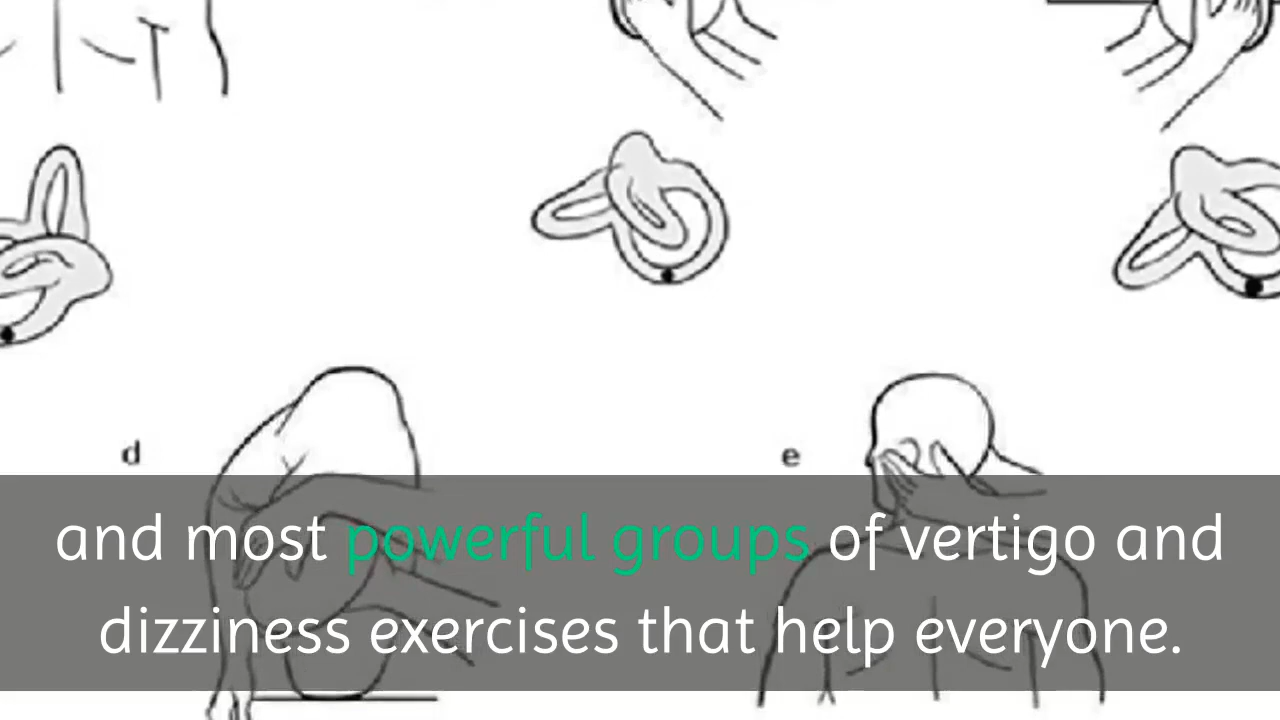 d
e
and most powerful groups of vertigo and
dizziness exercises that help everyone.